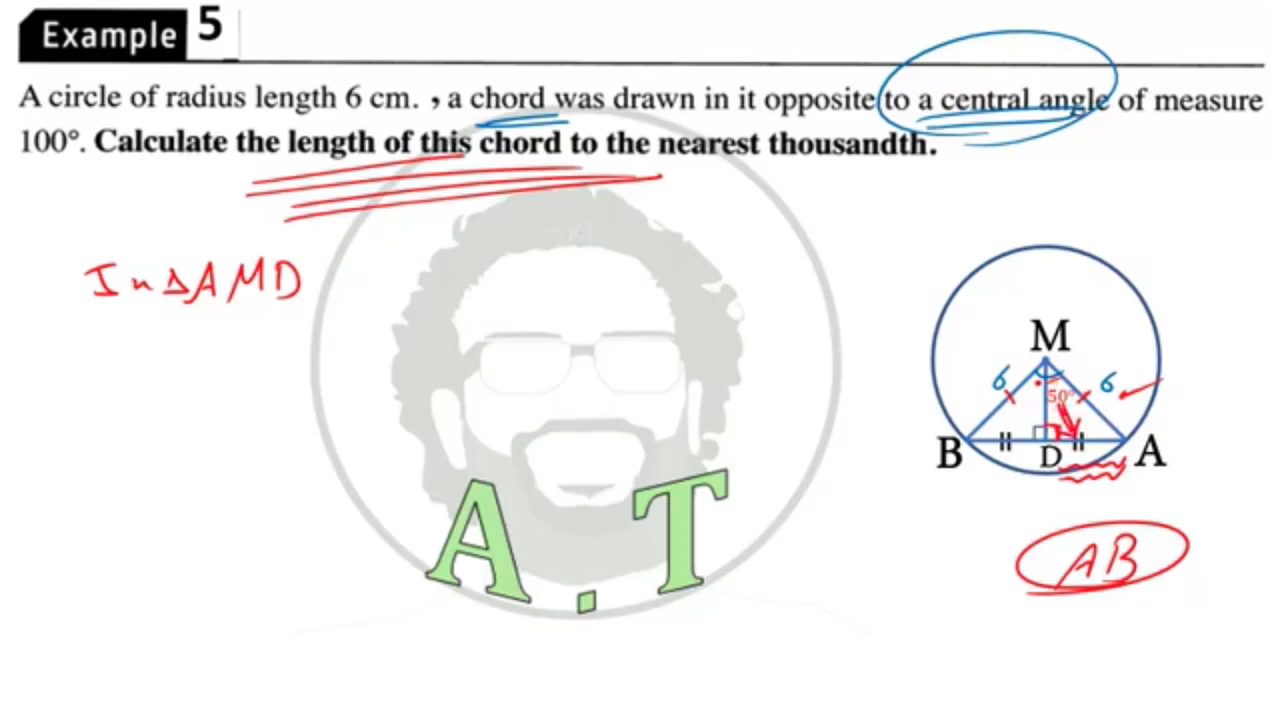 Example 5
A circle of radius length 6 cm. , a chord was drawn in it opposite to a central angle of measure
100°. Calculate the length of this chord to the nearest thousandth.
In ΔAMD
M
6 6
50°
B D A
AB
A.T